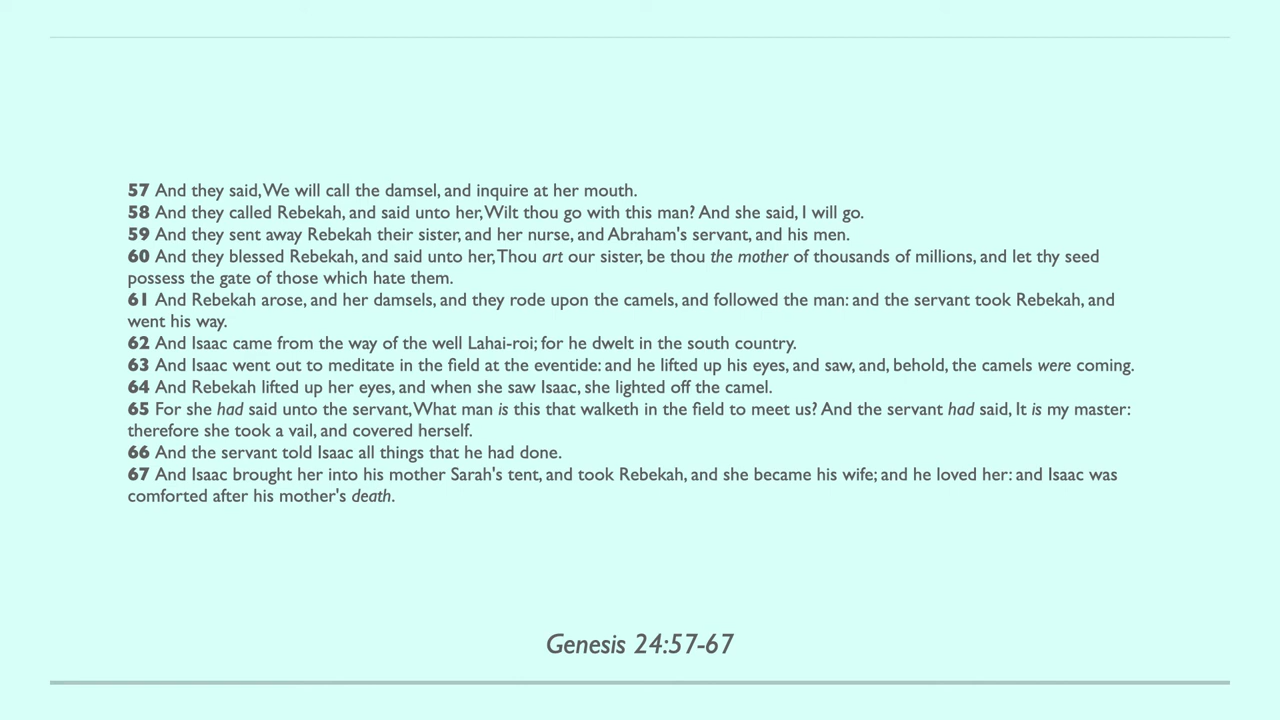 57 And they said, We will call the damsel, and inquire at her mouth.
58 And they called Rebekah, and said unto her, Wilt thou go with this man? And she said, I will go.
59 And they sent away Rebekah their sister, and her nurse, and Abraham's servant, and his men.
60 And they blessed Rebekah, and said unto her, Thou art our sister, be thou the mother of thousands of millions, and let thy seed
possess the gate of those which hate them.
61 And Rebekah arose, and her damsels, and they rode upon the camels, and followed the man: and the servant took Rebekah, and
went his way.
62 And Isaac came from the way of the well Lahai-roi; for he dwelt in the south country.
63 And Isaac went out to meditate in the field at the eventide: and he lifted up his eyes, and saw, and, behold, the camels were coming.
64 And Rebekah lifted up her eyes, and when she saw Isaac, she lighted off the camel.
65 For she had said unto the servant, What man is this that walketh in the field to meet us? And the servant had said, It is my master:
therefore she took a vail, and covered herself.
66 And the servant told Isaac all things that he had done.
67 And Isaac brought her into his mother Sarah's tent, and took Rebekah, and she became his wife; and he loved her: and Isaac was
comforted after his mother's death.
Genesis 24:57-67